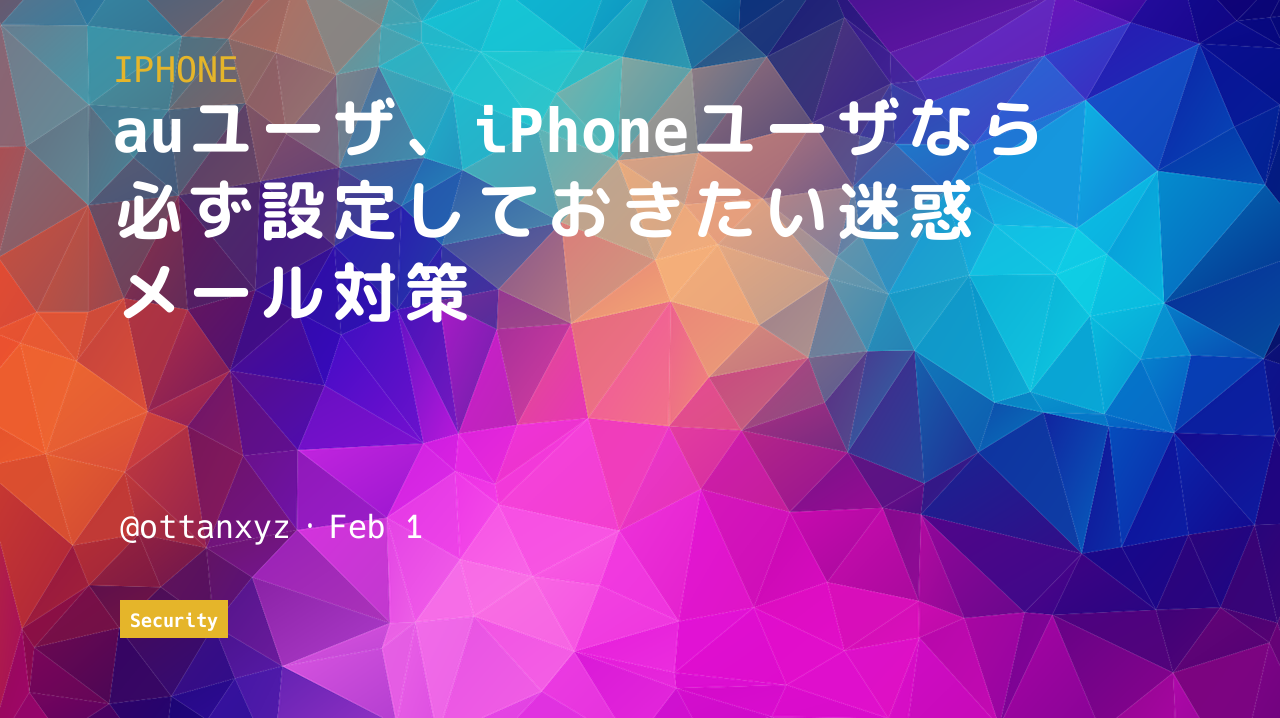 IPHONE
auユーザ、iPhoneユーザなら
必ず設定しておきたい迷惑
メール対策
@ottanxyz・Feb 1
Security